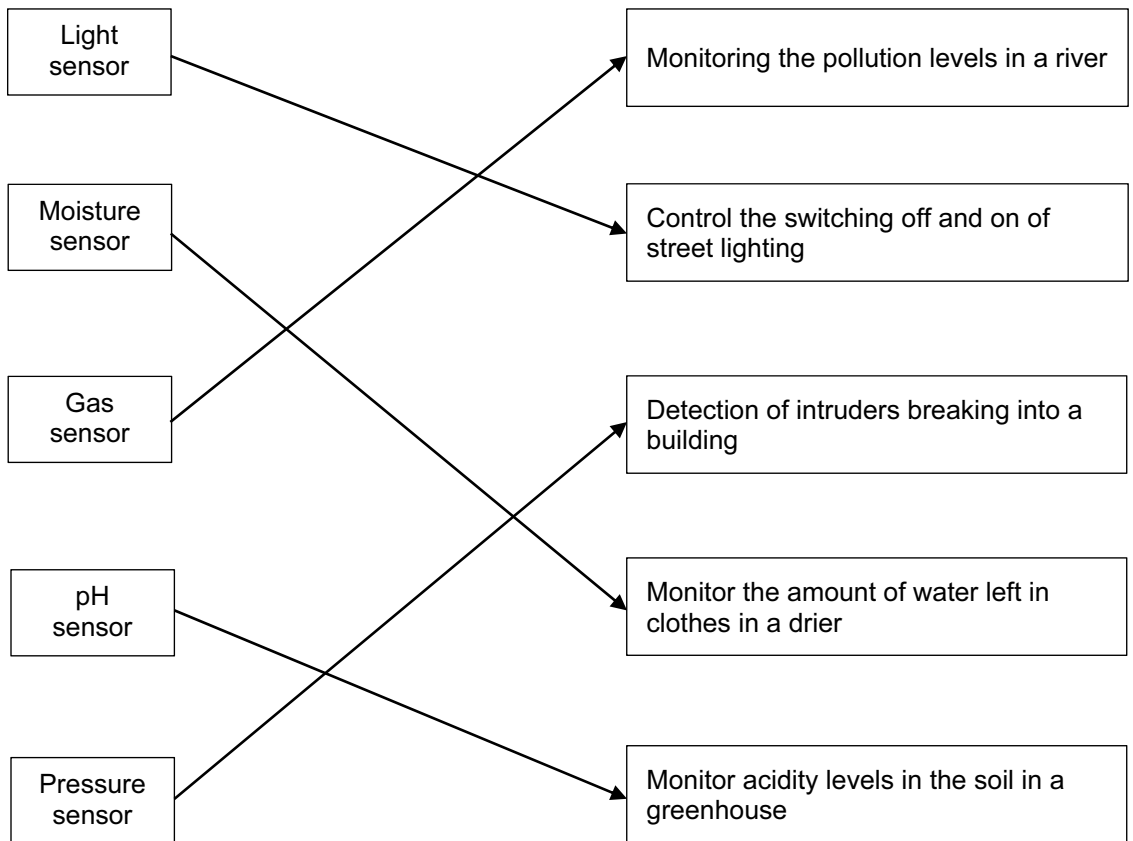 Light
sensor
Monitoring the pollution levels in a river
Moisture
sensor
Control the switching off and on of
street lighting
Gas
sensor
Detection of intruders breaking into a
building
pH
sensor
Monitor the amount of water left in
clothes in a drier
Pressure
sensor
Monitor acidity levels in the soil in a
greenhouse